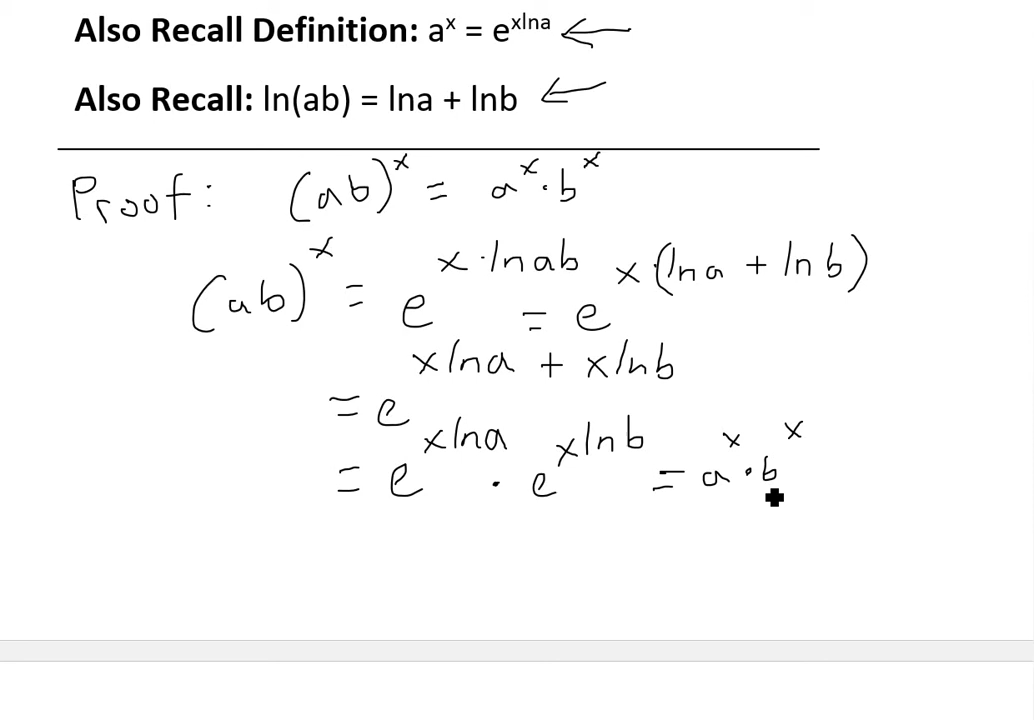 Also Recall Definition: aˣ = eˣˡⁿᵃ
Also Recall: ln(ab) = lna + lnb
Proof: (ab)ˣ = aˣ · bˣ
(ab)ˣ = e^(x·lnab) = e^(x(lna + lnb))
= e^(xlna + xlnb)
= e^(xlna) · e^(xlnb) = aˣ · bˣ